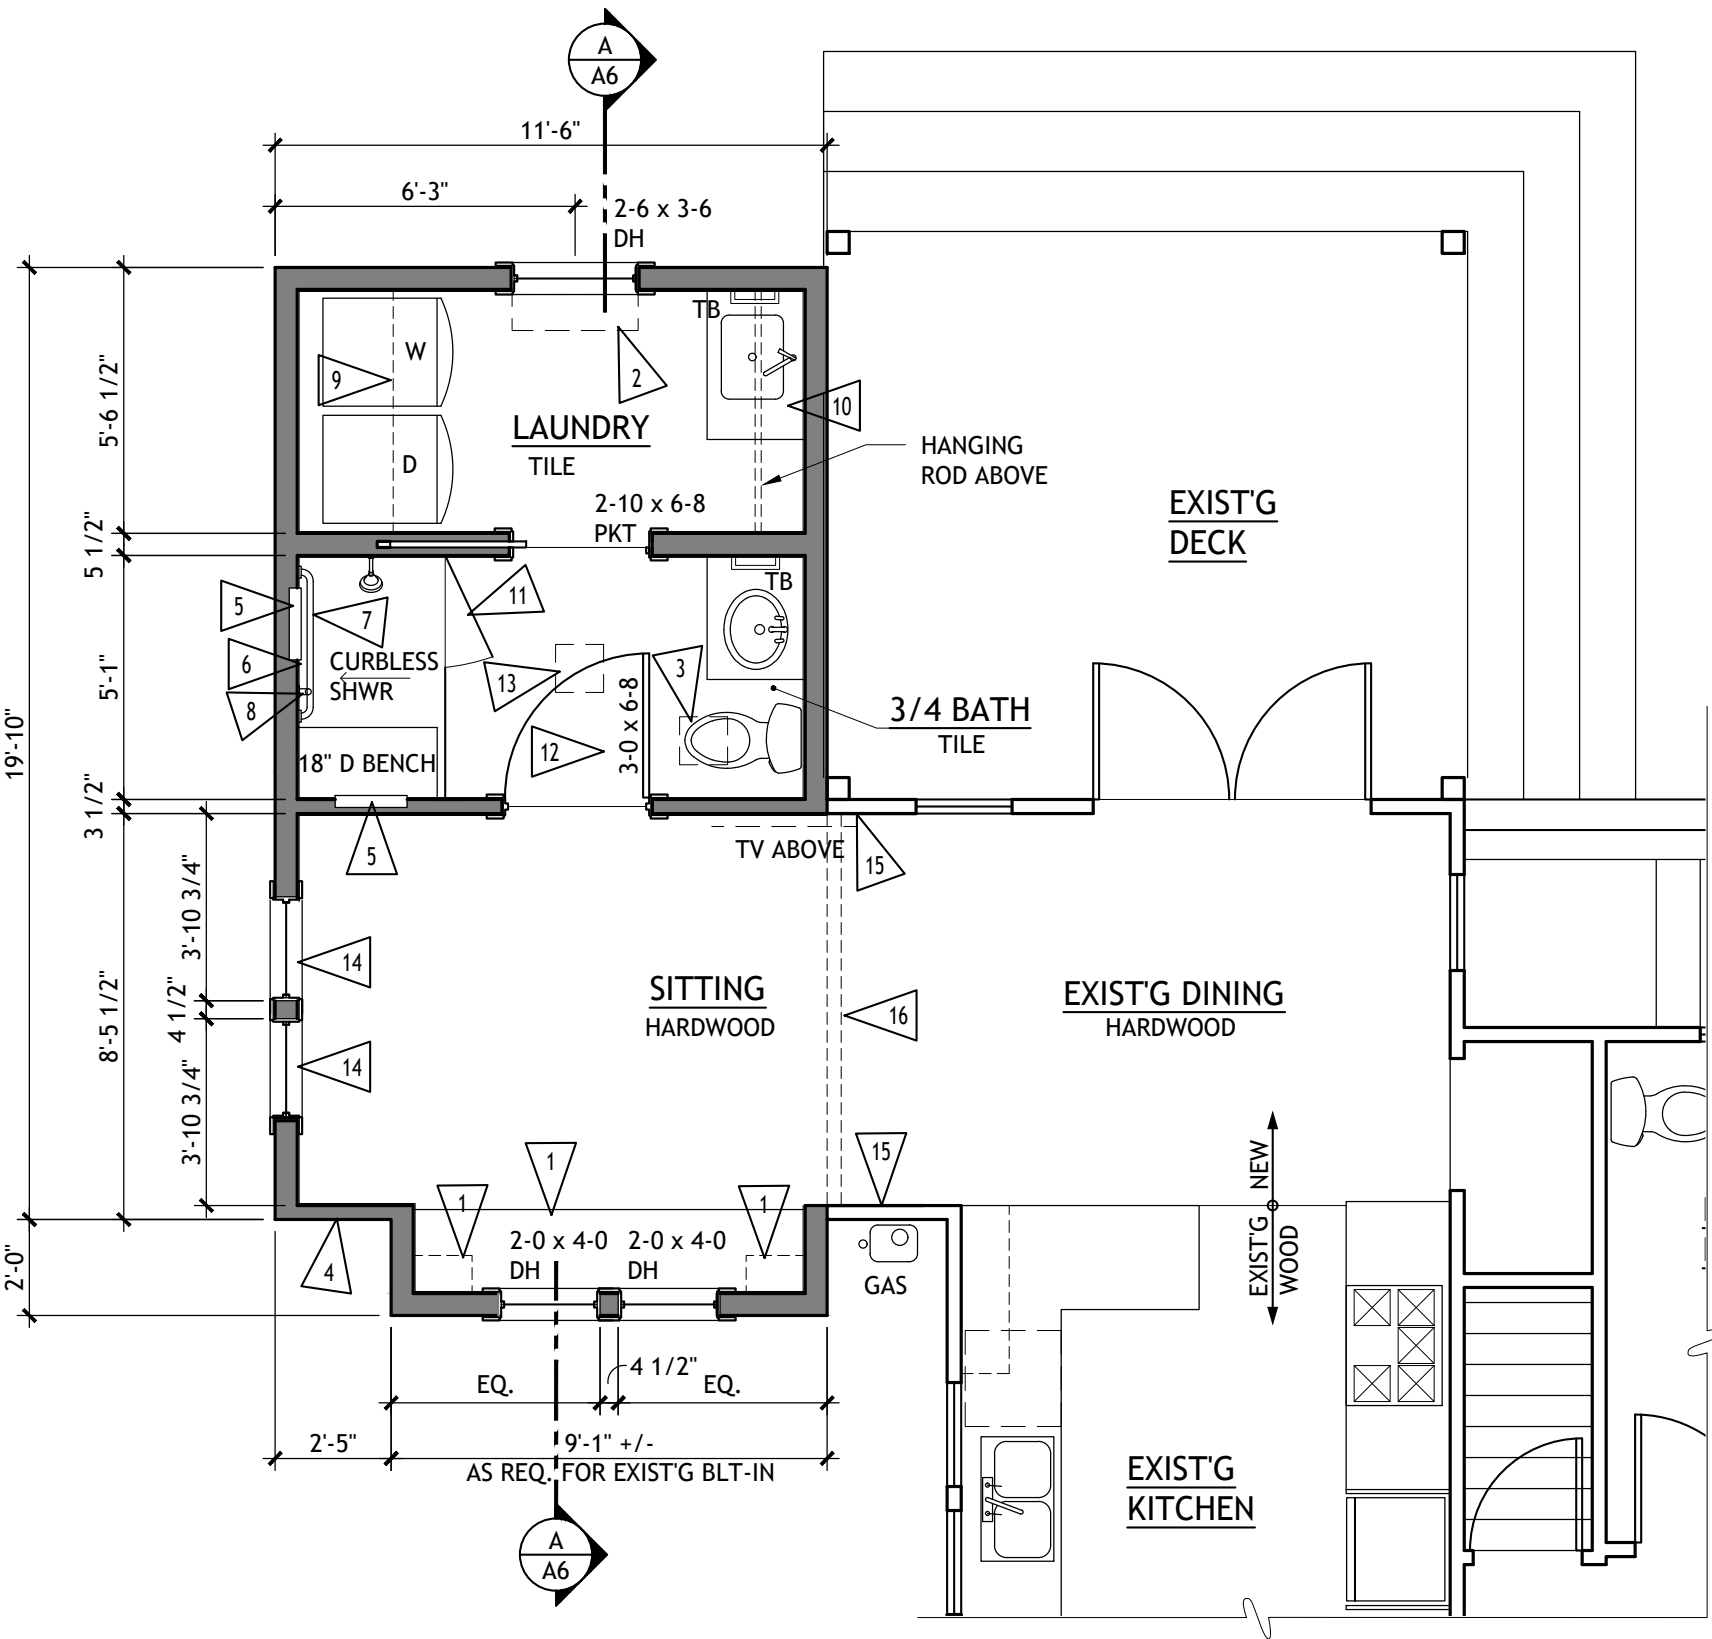 A
A6
11'-6"
6'-3"
2-6 x 3-6
DH
TB
W
9
2
10
5'-6 1/2"
LAUNDRY
TILE
D
HANGING
ROD ABOVE
2-10 x 6-8
PKT
EXIST'G
DECK
5 1/2"
TB
5
7
11
6
CURBLESS
SHWR
13
3
8
5'-1"
3-0 x 6-8
12
3/4 BATH
TILE
18" D BENCH
19'-10"
3 1/2"
5
TV ABOVE
15
3'-10 3/4"
14
4 1/2"
8'-5 1/2"
SITTING
HARDWOOD
16
EXIST'G DINING
HARDWOOD
14
3'-10 3/4"
1
15
NEW
EXIST'G
WOOD
1
1
2-0 x 4-0
DH
2-0 x 4-0
DH
4
2'-0"
GAS
4 1/2"
EQ.
EQ.
2'-5"
9'-1" +/-
AS REQ. FOR EXIST'G BLT-IN
EXIST'G
KITCHEN
A
A6